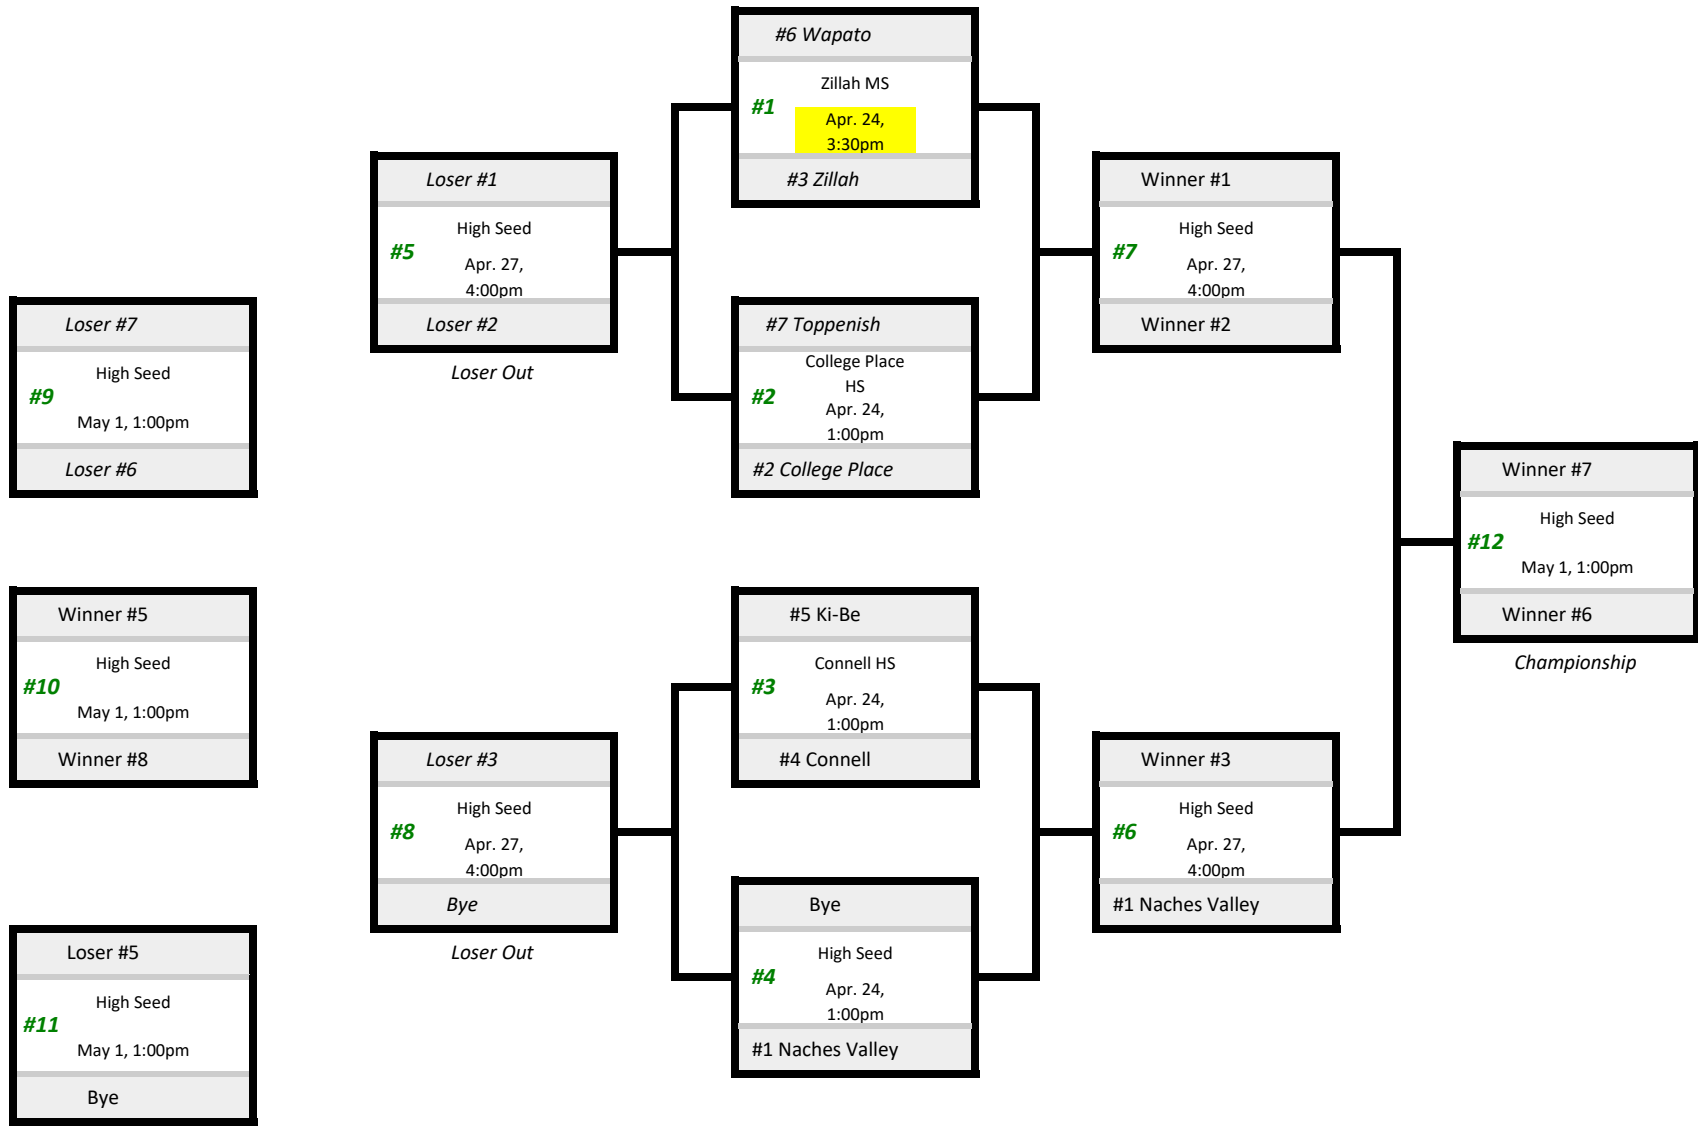 #6 Wapato
Zillah MS
#1
Apr. 24,
3:30pm
#3 Zillah
Loser #1
High Seed
#5
Apr. 27,
4:00pm
Loser #2
Loser Out
Winner #1
High Seed
#7
Apr. 27,
4:00pm
Winner #2
Loser #7
High Seed
#9
May 1, 1:00pm
Loser #6
#7 Toppenish
College Place
HS
#2
Apr. 24,
1:00pm
#2 College Place
Winner #7
High Seed
#12
May 1, 1:00pm
Winner #6
Championship
Winner #5
High Seed
#10
May 1, 1:00pm
Winner #8
#5 Ki-Be
Connell HS
#3
Apr. 24,
1:00pm
#4 Connell
Loser #3
High Seed
#8
Apr. 27,
4:00pm
Bye
Loser Out
Winner #3
High Seed
#6
Apr. 27,
4:00pm
#1 Naches Valley
Bye
High Seed
#4
Apr. 24,
1:00pm
#1 Naches Valley
Loser #5
High Seed
#11
May 1, 1:00pm
Bye